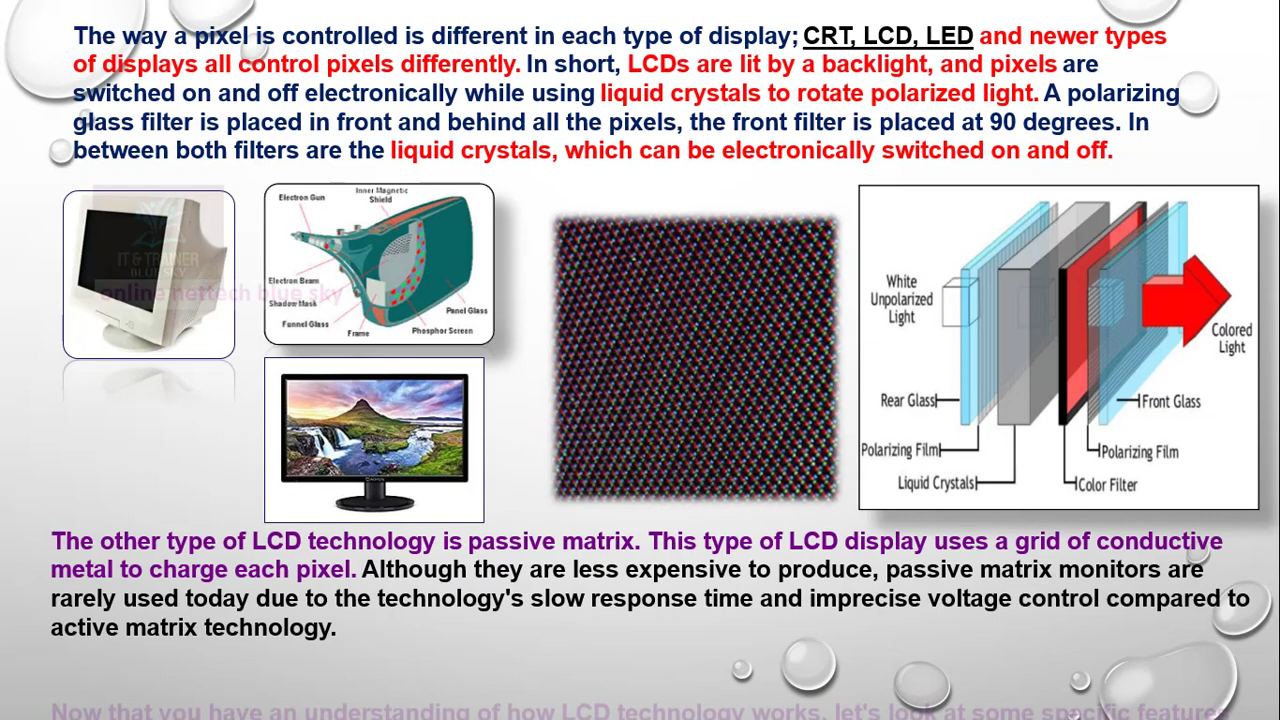 The way a pixel is controlled is different in each type of display; CRT, LCD, LED and newer types
of displays all control pixels differently. In short, LCDs are lit by a backlight, and pixels are
switched on and off electronically while using liquid crystals to rotate polarized light. A polarizing
glass filter is placed in front and behind all the pixels, the front filter is placed at 90 degrees. In
between both filters are the liquid crystals, which can be electronically switched on and off.
IT & TRAINER
BLUE SKY
online nettech blue sky
Electron Gun
Inner Magnetic
Shield
Electron Beam
Shadow Mask
Funnel Glass
Frame
Phosphor Screen
Panel Glass
White
Unpolarized
Light
Colored
Light
Rear Glass
Front Glass
Polarizing Film
Polarizing Film
Liquid Crystals
Color Filter
The other type of LCD technology is passive matrix. This type of LCD display uses a grid of conductive
metal to charge each pixel. Although they are less expensive to produce, passive matrix monitors are
rarely used today due to the technology's slow response time and imprecise voltage control compared to
active matrix technology.
Now that you have an understanding of how LCD technology works, let's look at some specific features